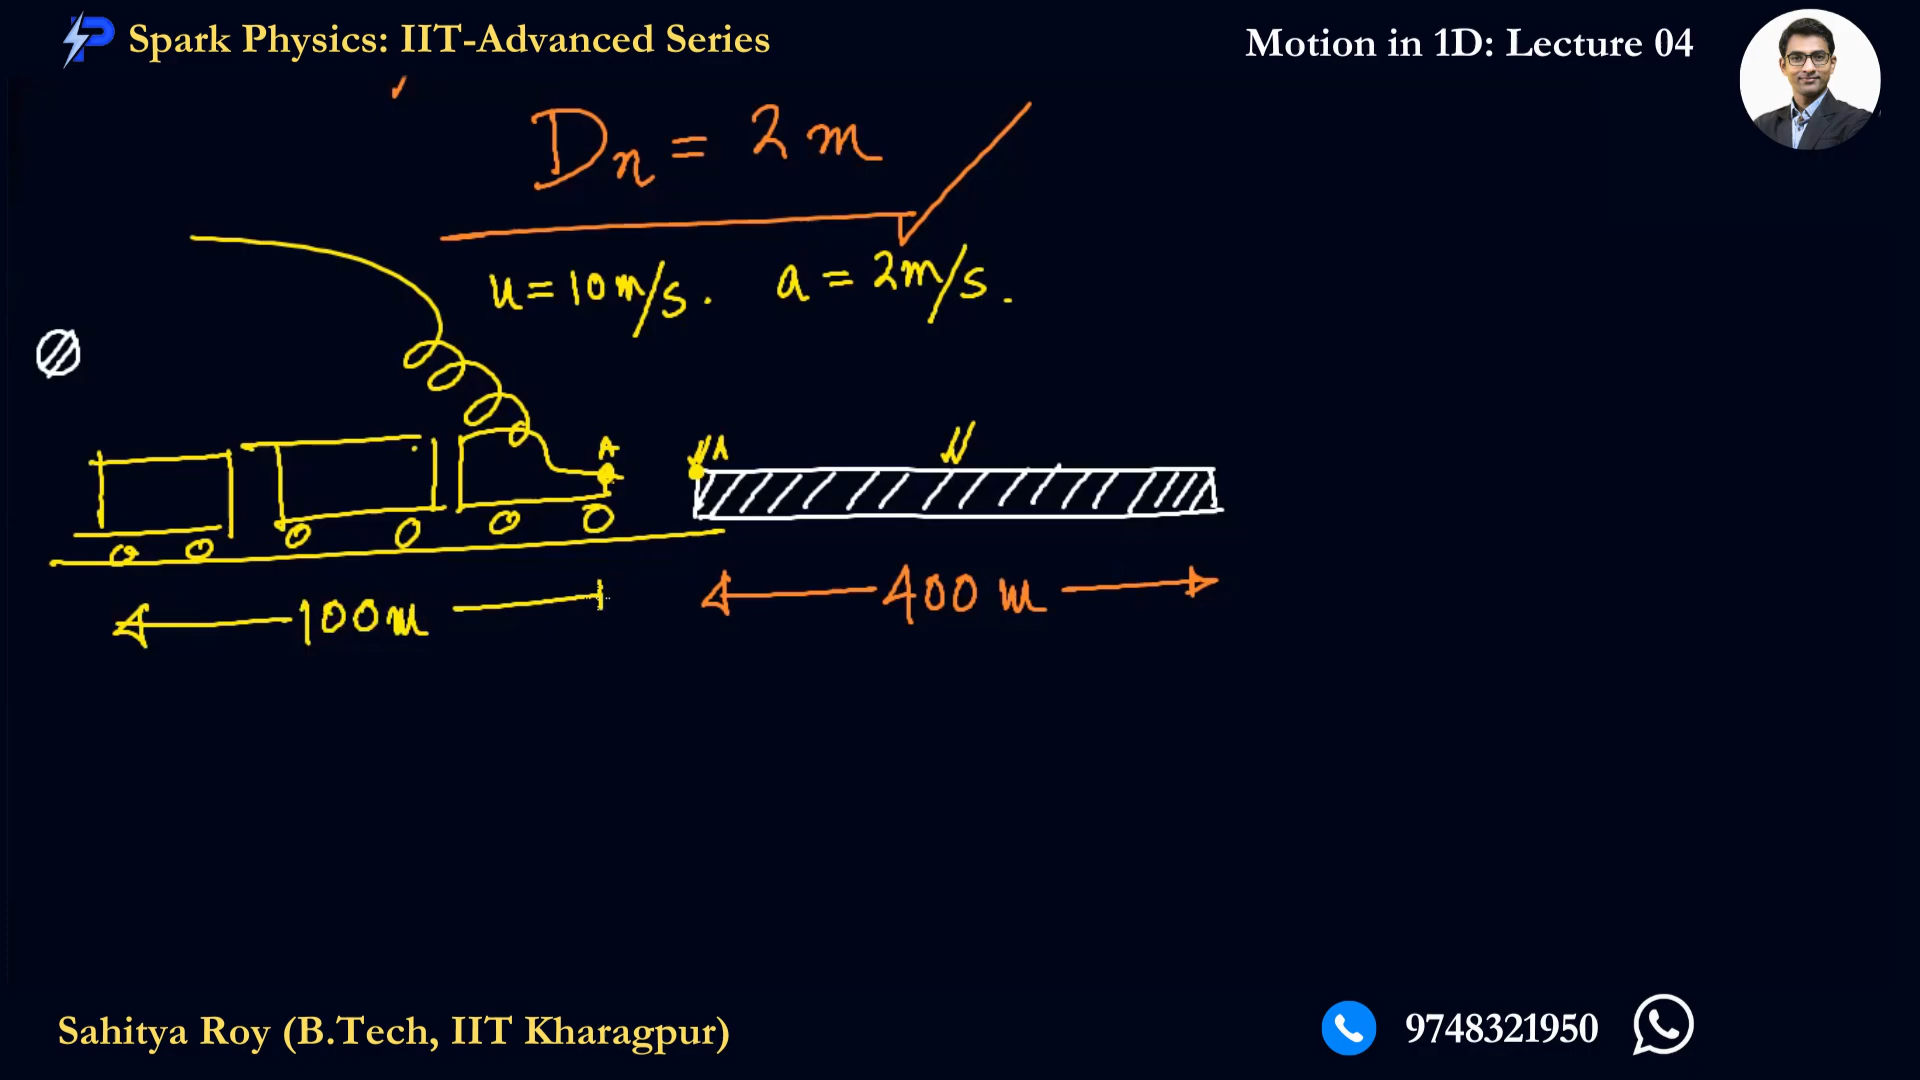 Spark Physics: IIT-Advanced Series
Motion in 1D: Lecture 04
Dn = 2 m
u = 10 m/s. a = 2 m/s.
A
A
100 m
400 m
Sahitya Roy (B.Tech, IIT Kharagpur)
9748321950